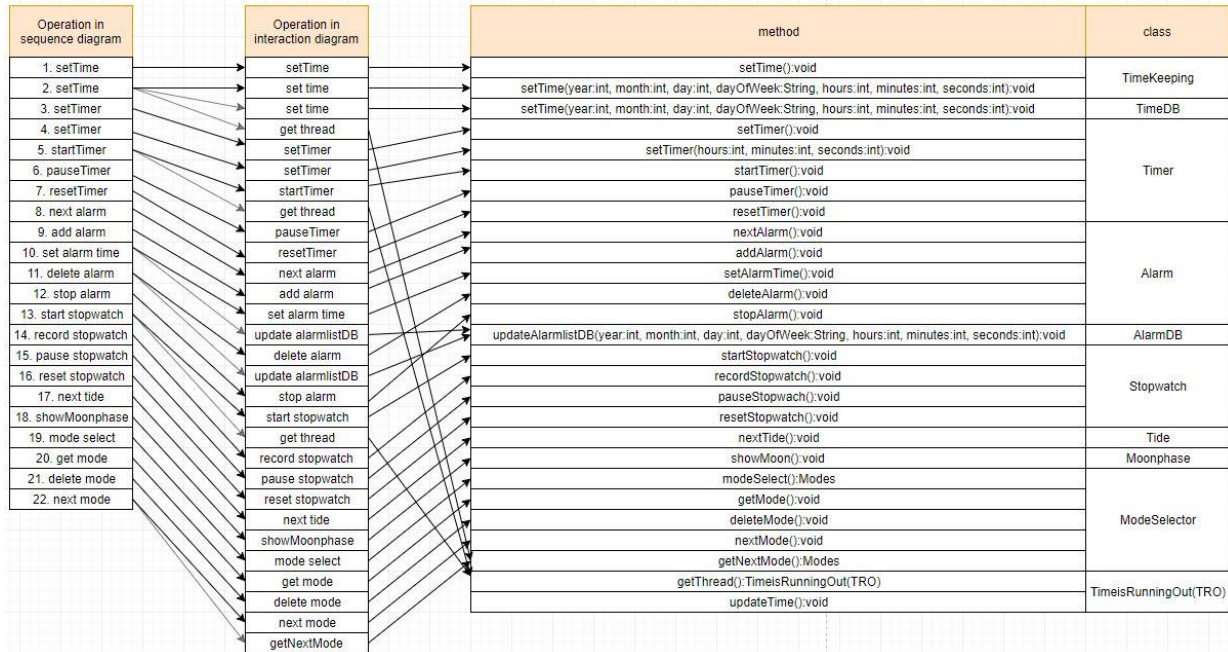 Operation in
sequence diagram
1. setTime
2. setTime
3. setTimer
4. setTimer
5. startTimer
6. pauseTimer
7. resetTimer
8. next alarm
9. add alarm
10. set alarm time
11. delete alarm
12. stop alarm
13. start stopwatch
14. record stopwatch
15. pause stopwatch
16. reset stopwatch
17. next tide
18. showMoonphase
19. mode select
20. get mode
21. delete mode
22. next mode
Operation in
interaction diagram
setTime
set time
set time
get thread
setTimer
setTimer
startTimer
get thread
pauseTimer
resetTimer
next alarm
add alarm
set alarm time
update alarmlistDB
delete alarm
update alarmlistDB
stop alarm
start stopwatch
get thread
record stopwatch
pause stopwatch
reset stopwatch
next tide
showMoonphase
mode select
get mode
delete mode
next mode
getNextMode
method
setTime():void
setTime(year:int, month:int, day:int, dayOfWeek:String, hours:int, minutes:int, seconds:int):void
setTime(year:int, month:int, day:int, dayOfWeek:String, hours:int, minutes:int, seconds:int):void
setTimer():void
setTimer(hours:int, minutes:int, seconds:int):void
startTimer():void
pauseTimer():void
resetTimer():void
nextAlarm():void
addAlarm():void
setAlarmTime():void
deleteAlarm():void
stopAlarm():void
updateAlarmlistDB(year:int, month:int, day:int, dayOfWeek:String, hours:int, minutes:int, seconds:int):void
startStopwatch():void
recordStopwatch():void
pauseStopwach():void
resetStopwatch():void
nextTide():void
showMoon():void
modeSelect():Modes
getMode():void
deleteMode():void
nextMode():void
getNextMode():Modes
getThread():TimeisRunningOut(TRO)
updateTime():void
class
TimeKeeping
TimeDB
Timer
Alarm
AlarmDB
Stopwatch
Tide
Moonphase
ModeSelector
TimeisRunningOut(TRO)